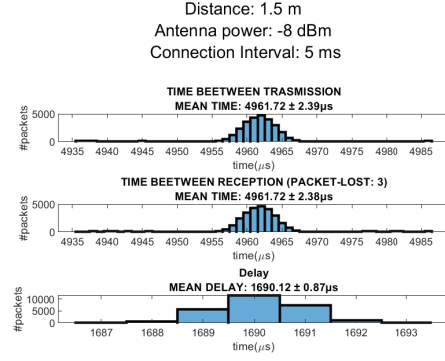 Distance: 1.5 m
Antenna power: -8 dBm
Connection Interval: 5 ms
TIME BEETWEEN TRASMISSION
MEAN TIME: 4961.72 ± 2.39μs
5000
0
#packets
4935 4940 4945 4950 4955 4960 4965 4970 4975 4980 4985
time(μs)
TIME BEETWEEN RECEPTION (PACKET-LOST: 3)
MEAN TIME: 4961.72 ± 2.38μs
5000
0
#packets
4935 4940 4945 4950 4955 4960 4965 4970 4975 4980 4985
time(μs)
Delay
MEAN DELAY: 1690.12 ± 0.87μs
10000
5000
0
#packets
1687 1688 1689 1690 1691 1692 1693
time(μs)